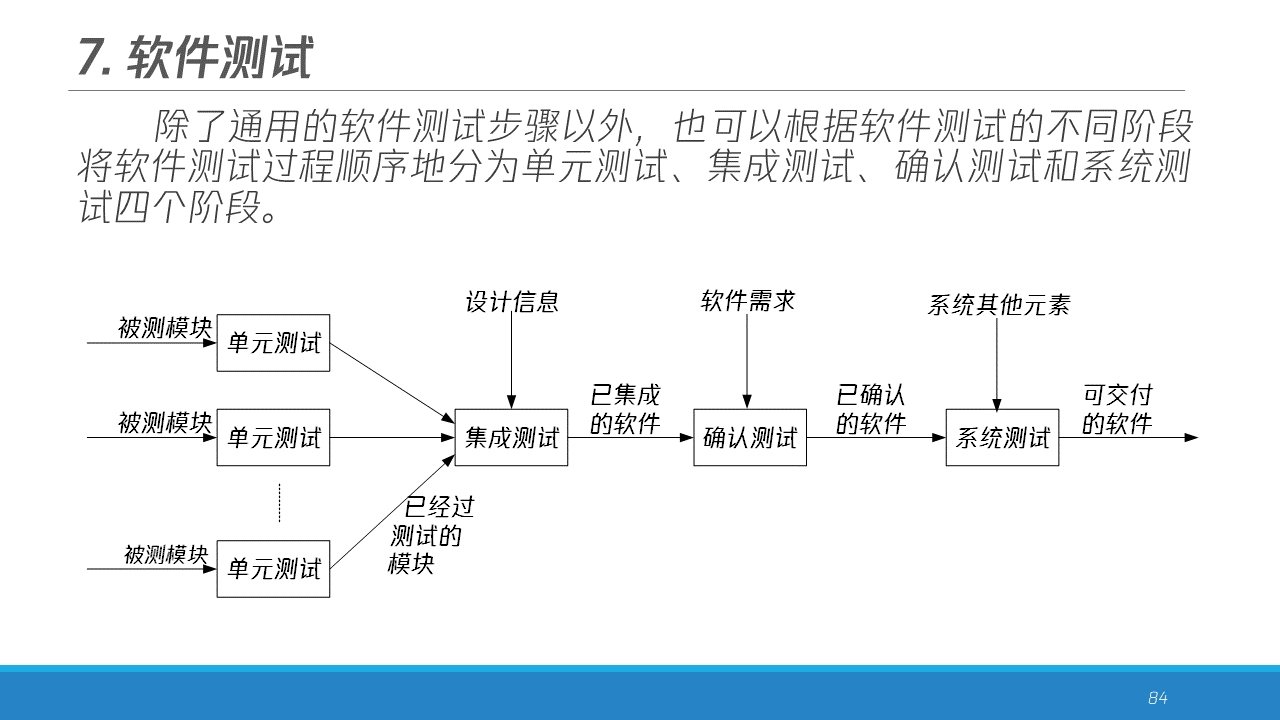 7. 软件测试
除了通用的软件测试步骤以外，也可以根据软件测试的不同阶段
将软件测试过程顺序地分为单元测试、集成测试、确认测试和系统测
试四个阶段。
设计信息
软件需求
系统其他元素
被测模块
单元测试
被测模块
单元测试
集成测试
已集成
的软件
确认测试
已确认
的软件
系统测试
可交付
的软件
已经过
测试的
模块
被测模块
单元测试
84